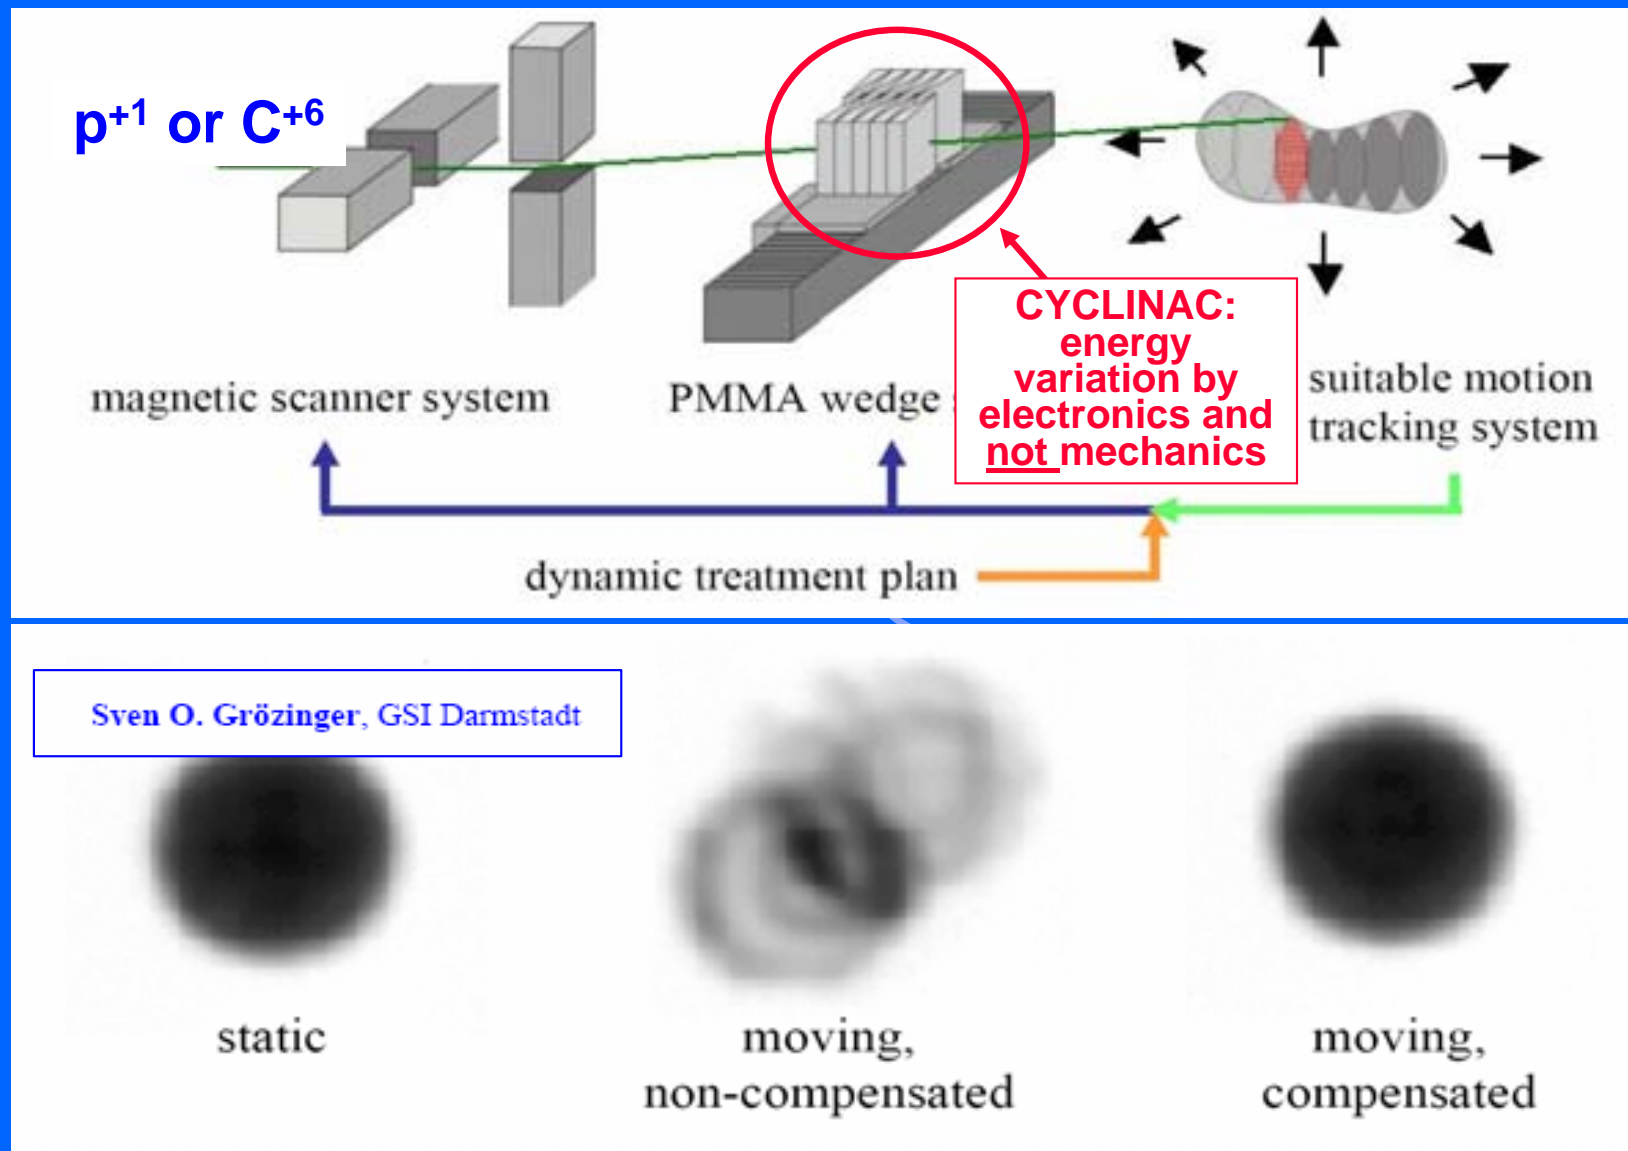 p+1 or C+6
CYCLINAC:
energy
variation by
electronics and
not mechanics
magnetic scanner system
PMMA wedge
suitable motion
tracking system
dynamic treatment plan
Sven O. Grözinger, GSI Darmstadt
static
moving,
non-compensated
moving,
compensated